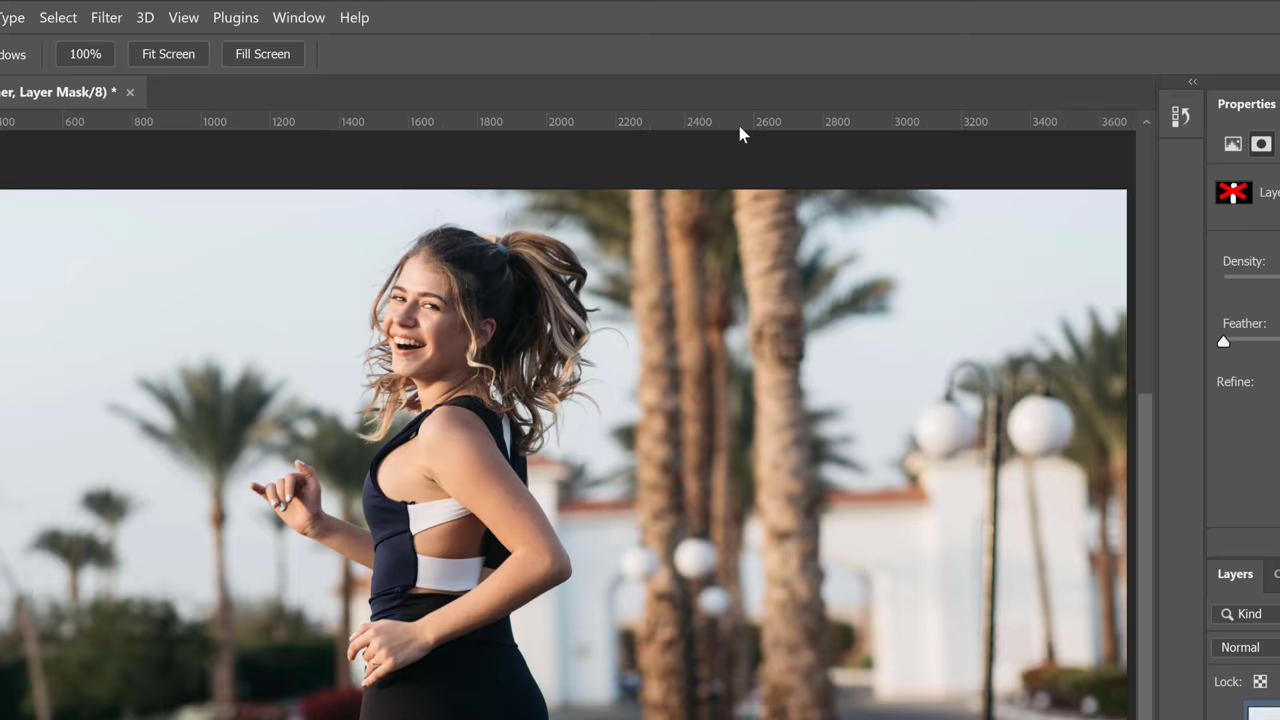 Type Select Filter 3D View Plugins Window Help
dows 100% Fit Screen Fill Screen
er, Layer Mask/8) * ×
400 600 800 1000 1200 1400 1600 1800 2000 2200 2400 2600 2800 3000 3200 3400 3600
Properties
Laye
Density:
Feather:
Refine:
Layers C
Kind
Normal
Lock: